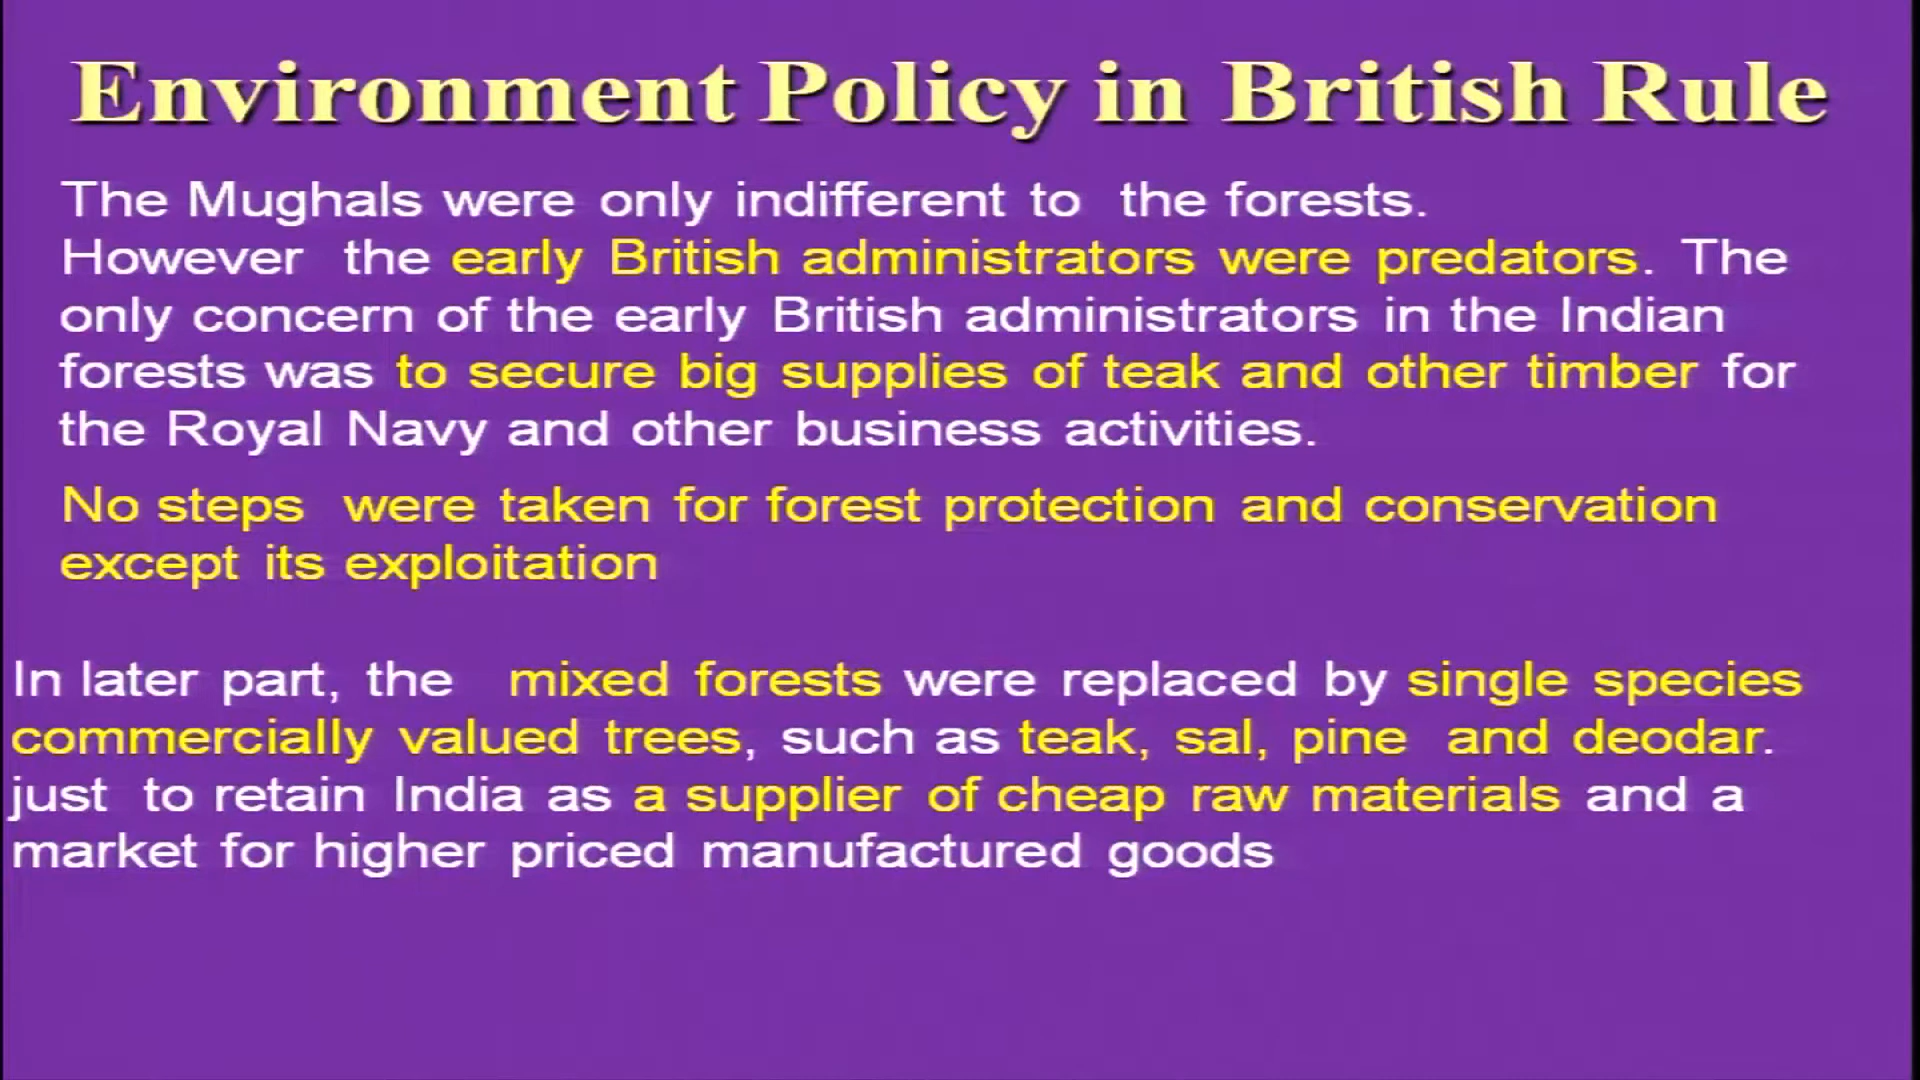 Environment Policy in British Rule
The Mughals were only indifferent to the forests.
However the early British administrators were predators. The
only concern of the early British administrators in the Indian
forests was to secure big supplies of teak and other timber for
the Royal Navy and other business activities.
No steps were taken for forest protection and conservation
except its exploitation
In later part, the mixed forests were replaced by single species
commercially valued trees, such as teak, sal, pine and deodar.
just to retain India as a supplier of cheap raw materials and a
market for higher priced manufactured goods